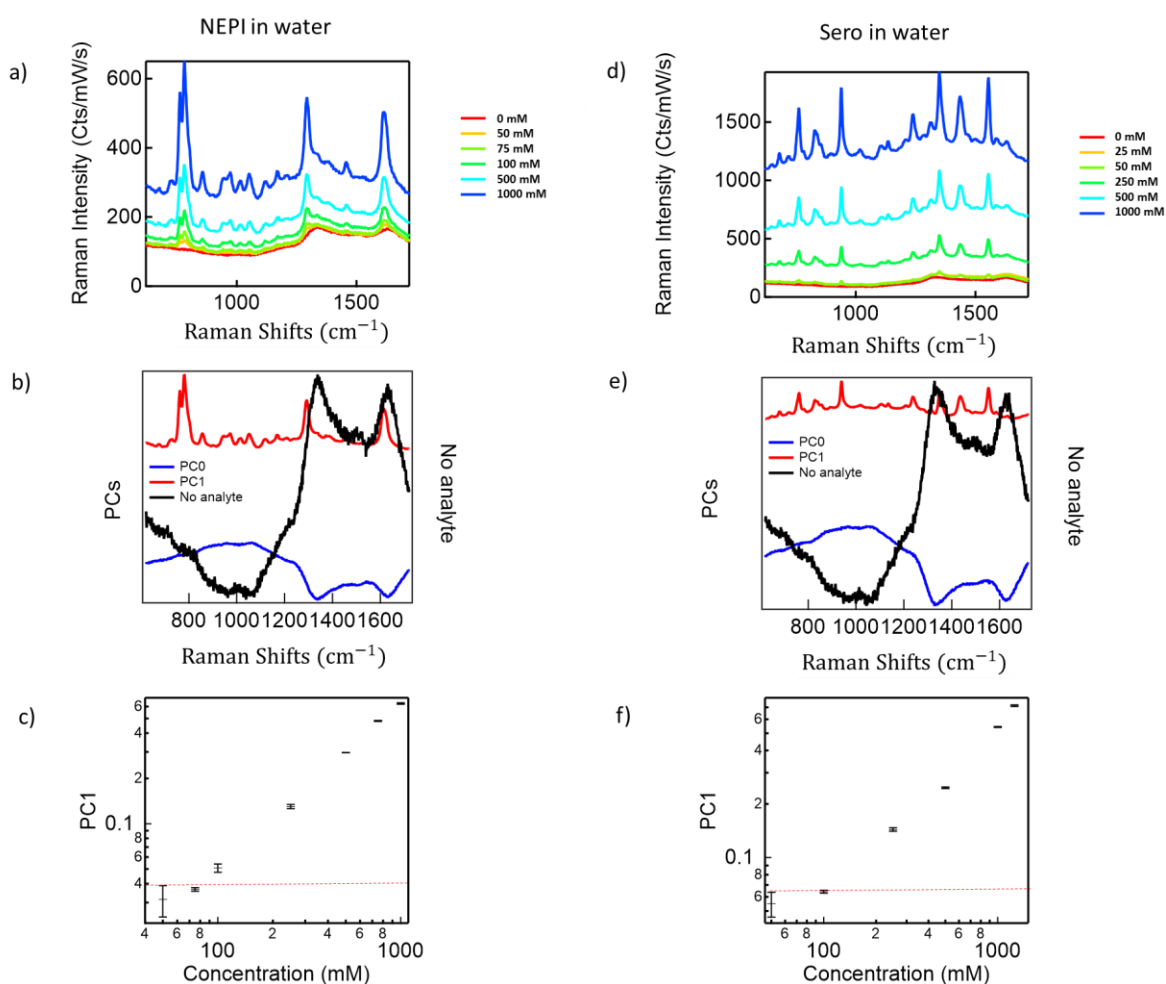 NEPI in water
a)
Raman Intensity (Cts/mW/s)
600
400
200
0
1000
1500
Raman Shifts (cm⁻¹)
0 mM
50 mM
75 mM
100 mM
500 mM
1000 mM
Sero in water
d)
Raman Intensity (Cts/mW/s)
1500
1000
500
0
1000
1500
Raman Shifts (cm⁻¹)
0 mM
25 mM
50 mM
250 mM
500 mM
1000 mM
b)
PCs
PC0
PC1
No analyte
No analyte
800 1000 1200 1400 1600
Raman Shifts (cm⁻¹)
e)
PCs
PC0
PC1
No analyte
No analyte
800 1000 1200 1400 1600
Raman Shifts (cm⁻¹)
c)
PC1
6
4
2
0.1
8
6
4
4 6 8 100 2 4 6 8 1000
Concentration (mM)
f)
PC1
6
4
2
0.1
8
6
6 8 100 2 4 6 8 1000
Concentration (mM)